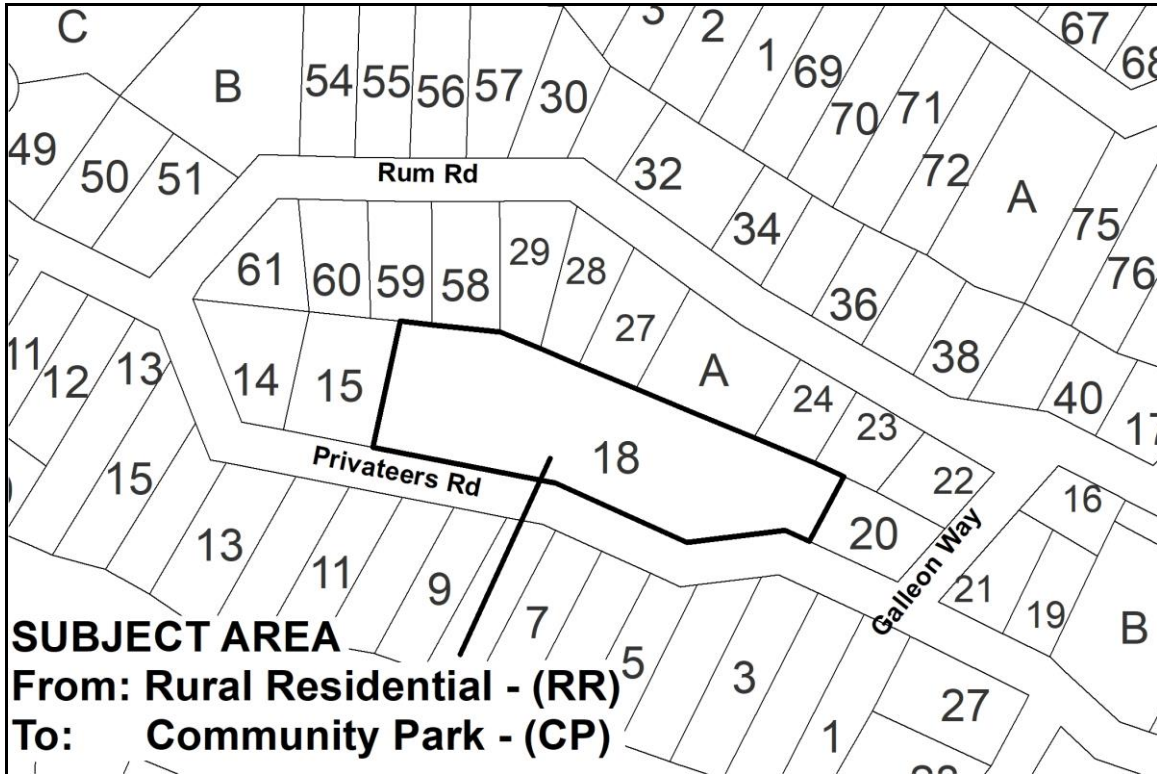 C
B
54 55 56 57 30
3 2 1 69 70 71 72 A 75 76
67
68
49 50 51
Rum Rd
32 34 36 38 40 17
61 60 59 58 29 28 27 A 24 23 22
11 12 13
14 15
18
20
Privateers Rd
Galleon Way
16
21 19 B
15 13 11 9 7 5 3 1
27
SUBJECT AREA
From: Rural Residential - (RR)
To: Community Park - (CP)